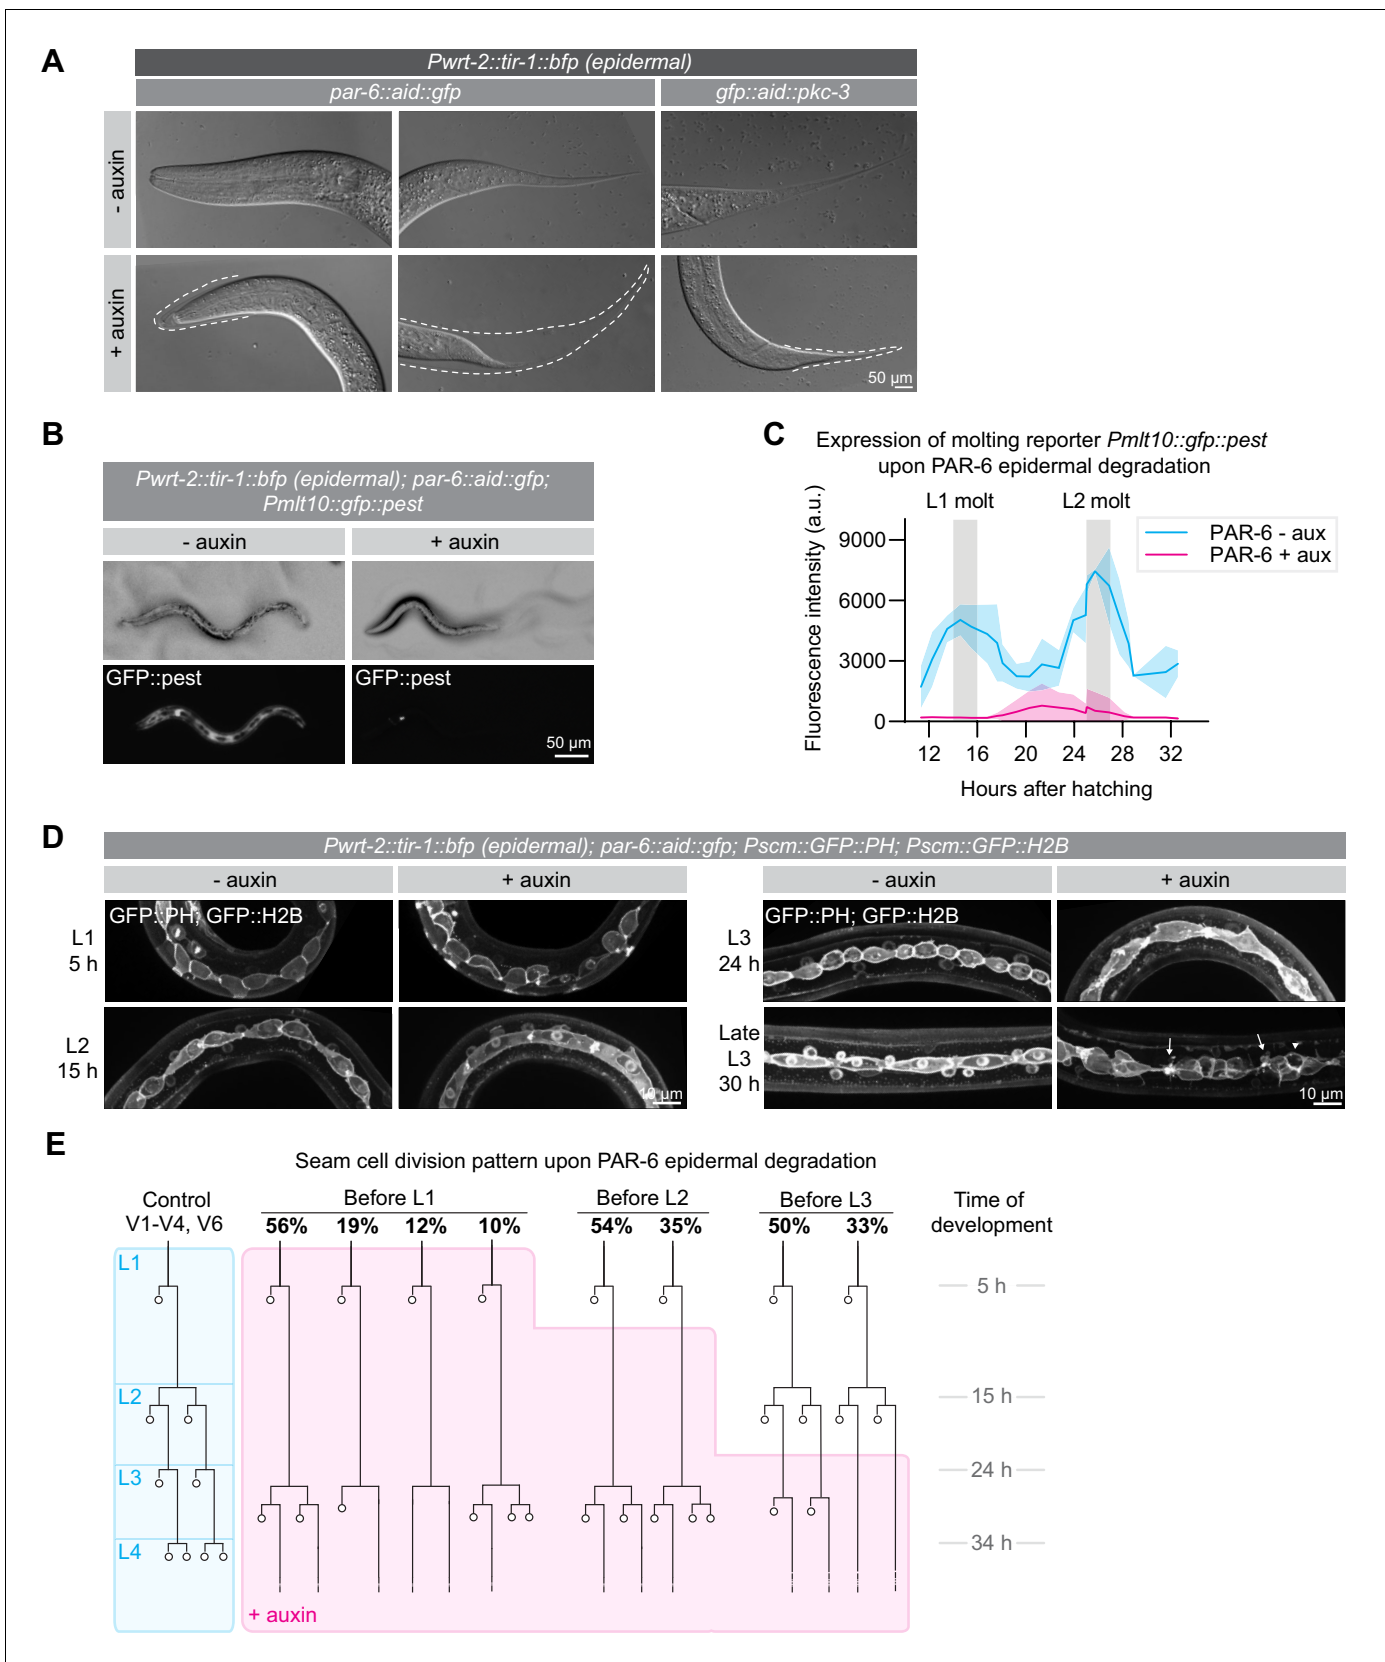 A
Pwrt-2::tir-1::bfp (epidermal)
par-6::aid::gfp
gfp::aid::pkc-3
- auxin
+ auxin
50 µm
B
Pwrt-2::tir-1::bfp (epidermal); par-6::aid::gfp;
Pmlt10::gfp::pest
- auxin
+ auxin
GFP::pest
GFP::pest
50 µm
C
Expression of molting reporter Pmlt10::gfp::pest
upon PAR-6 epidermal degradation
L1 molt
L2 molt
PAR-6 - aux
PAR-6 + aux
Fluorescence intensity (a.u.)
9000
6000
3000
0
12 16 20 24 28 32
Hours after hatching
D
Pwrt-2::tir-1::bfp (epidermal); par-6::aid::gfp; Pscm::GFP::PH; Pscm::GFP::H2B
- auxin
+ auxin
- auxin
+ auxin
GFP::PH; GFP::H2B
GFP::PH; GFP::H2B
L1
5 h
L3
24 h
L2
15 h
10 µm
Late
L3
30 h
10 µm
E
Seam cell division pattern upon PAR-6 epidermal degradation
Control
V1-V4, V6
Before L1
56% 19% 12% 10%
Before L2
54% 35%
Before L3
50% 33%
Time of
development
L1
5 h
L2
15 h
L3
24 h
L4
34 h
+ auxin